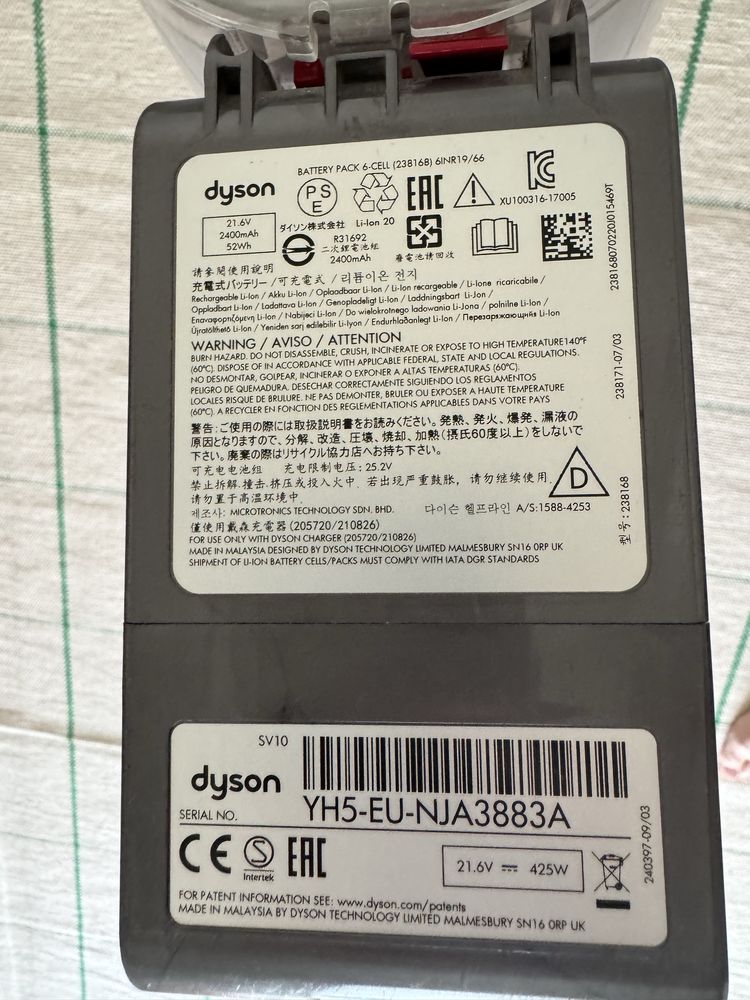 BATTERY PACK 6-CELL (238168) 6INR19/66
dyson
PS
E
EAC
KC
XU100316-17005
21.6V
2400mAh
52Wh
ダイソン株式会社
Li-Ion 20
R31692
二次鋰電池組
2400mAh
廢電池請回收
請參閱使用說明
充電式バッテリー / 可充電式 / 리튬이온 전지
Rechargeable Li-Ion / Akku Li-Ion / Oplaadbaar Li-Ion / Li-Ion recargeable / Li-Ione ricaricabile /
Oppladbart Li-Ion / Ladattava Li-Ion / Genopladeligt Li-Ion / Laddningsbart Li-Jon /
Επαναφορτιζόμενη Li-Ion / Nabíjecí Li-Ion / Do wielokrotnego ladowania Li-Iona / polnilne Li-Ion /
Újratölthető Li-Ion / Yeniden sarj edilebilir Li-Iyon / Endurhlaðanlegt Li-Ion / Перезаряжающийся Li-Ion
WARNING / AVISO / ATTENTION
BURN HAZARD. DO NOT DISASSEMBLE, CRUSH, INCINERATE OR EXPOSE TO HIGH TEMPERATURE 140°F
(60°C). DISPOSE OF IN ACCORDANCE WITH APPLICABLE FEDERAL, STATE AND LOCAL REGULATIONS.
NO DESMONTAR, GOLPEAR, INCINERAR O EXPONER A ALTAS TEMPERATURAS (60°C).
PELIGRO DE QUEMADURA. DESECHAR CORRECTAMENTE SIGUIENDO LOS REGLAMENTOS
LOCALES RISQUE DE BRULURE. NE PAS DEMONTER, BRULER OU EXPOSER A HAUTE TEMPERATURE
(60°C). A RECYCLER EN FONCTION DES REGLEMENTATIONS APPLICABLES DANS VOTRE PAYS
警告:ご使用の際には取扱説明書をお読みください。発熱、発火、爆発、漏液の
原因となりますので、分解、改造、圧壊、焼却、加熱(摂氏60度以上)をしないで
下さい。廃棄の際はリサイクル協力店へお持ち下さい。
可充电电池组 充电限制电压:25.2V
禁止拆解.撞击.挤压或投入火中.若出现严重鼓胀,请勿继续使用.
请勿置于高温环境中.
D
제조사: MICROTRONICS TECHNOLOGY SDN. BHD. 다이슨 헬프라인 A/S:1588-4253
僅使用戴森充電器 (205720/210826)
FOR USE ONLY WITH DYSON CHARGER (205720/210826)
MADE IN MALAYSIA DESIGNED BY DYSON TECHNOLOGY LIMITED MALMESBURY SN16 0RP UK
SHIPMENT OF LI-ION BATTERY CELLS/PACKS MUST COMPLY WITH IATA DGR STANDARDS
238168070220J015469T
238171-07/03
型号:238168
SV10
dyson
SERIAL NO.
YH5-EU-NJA3883A
CE
S
Intertek
EAC
21.6V 425W
240397-09/03
FOR PATENT INFORMATION SEE: www.dyson.com/patents
MADE IN MALAYSIA BY DYSON TECHNOLOGY LIMITED MALMESBURY SN16 0RP UK